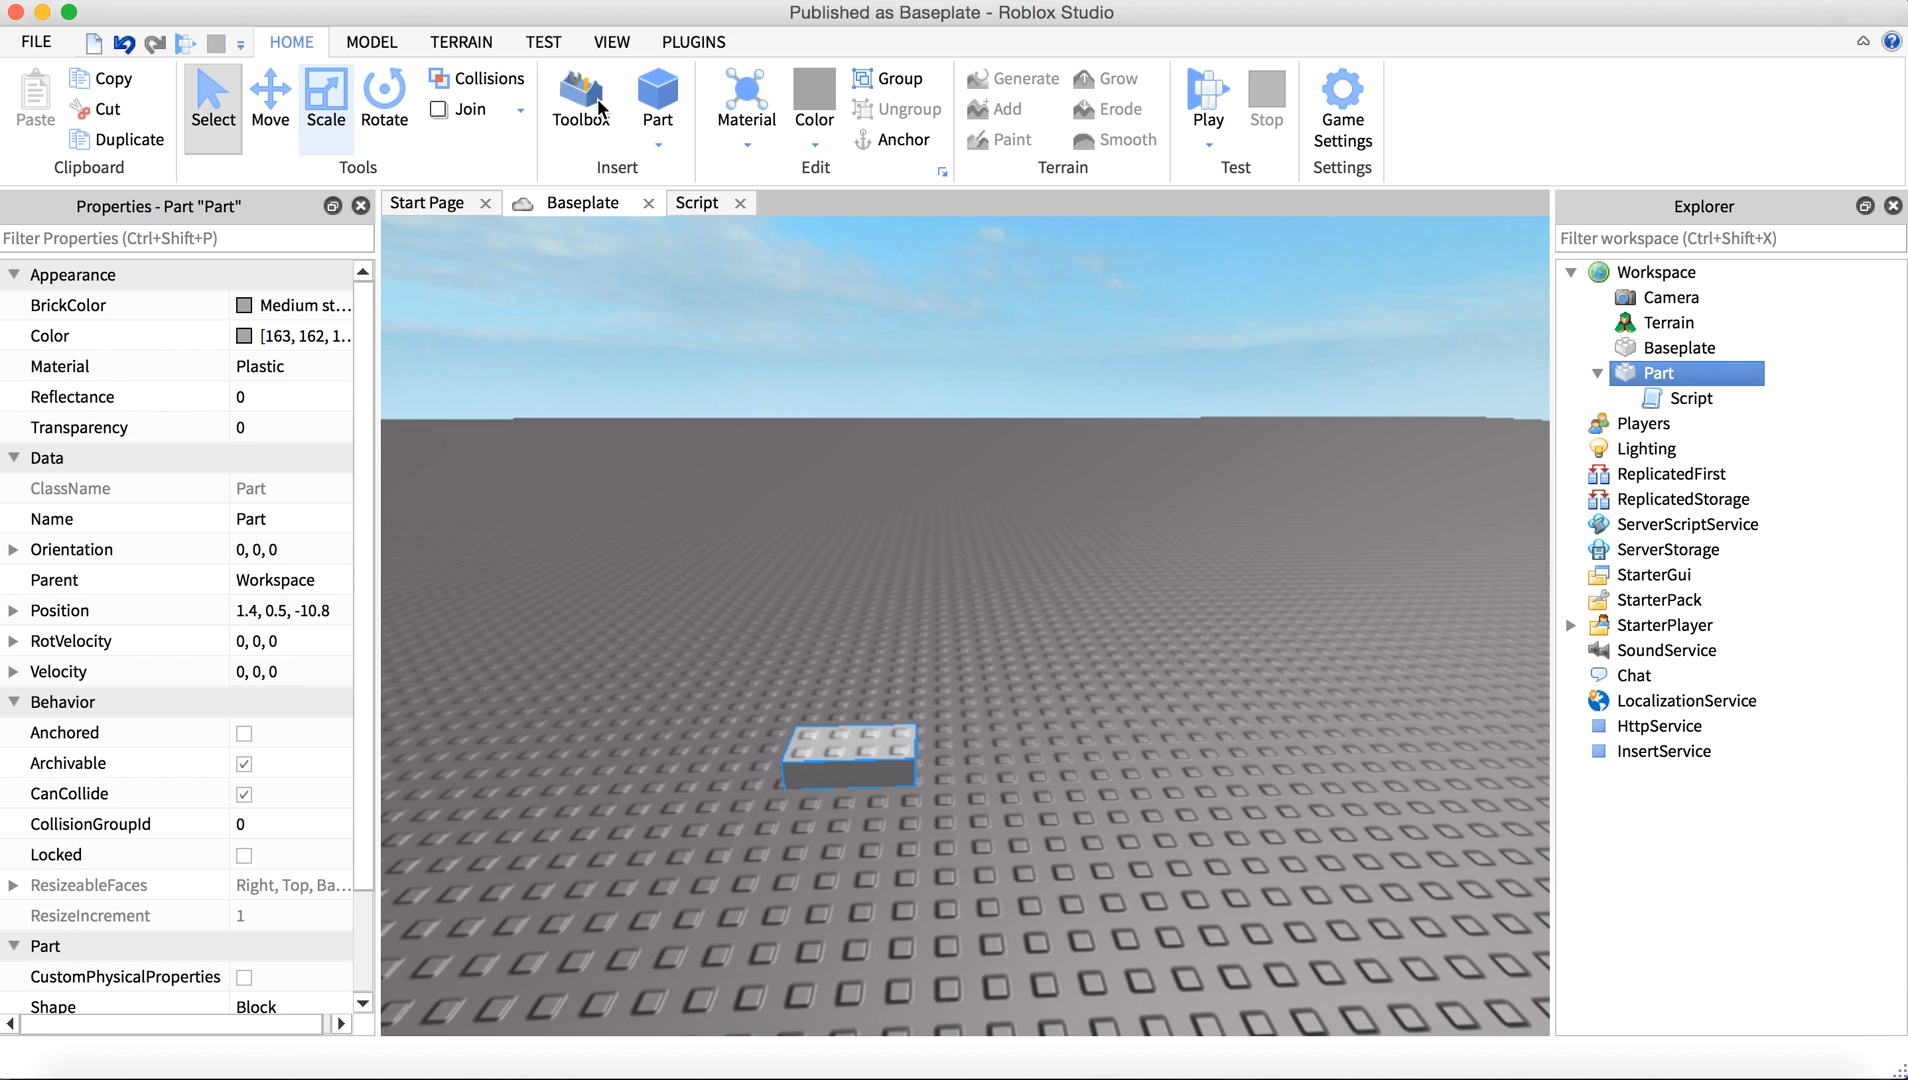 Published as Baseplate - Roblox Studio
FILE HOME MODEL TERRAIN TEST VIEW PLUGINS
Paste Copy Cut Duplicate Clipboard
Select Move Scale Rotate Collisions Join Tools
Toolbox Part Insert
Material Color Group Ungroup Anchor Edit
Generate Grow Add Erode Paint Smooth Terrain
Play Stop Test
Game Settings Settings
Properties - Part "Part"
Filter Properties (Ctrl+Shift+P)
Appearance
BrickColor Medium st...
Color [163, 162, 1...
Material Plastic
Reflectance 0
Transparency 0
Data
ClassName Part
Name Part
Orientation 0, 0, 0
Parent Workspace
Position 1.4, 0.5, -10.8
RotVelocity 0, 0, 0
Velocity 0, 0, 0
Behavior
Anchored
Archivable
CanCollide
CollisionGroupId 0
Locked
ResizeableFaces Right, Top, Ba...
ResizeIncrement 1
Part
CustomPhysicalProperties
Shape Block
Start Page Baseplate Script
Explorer
Filter workspace (Ctrl+Shift+X)
Workspace
Camera
Terrain
Baseplate
Part
Script
Players
Lighting
ReplicatedFirst
ReplicatedStorage
ServerScriptService
ServerStorage
StarterGui
StarterPack
StarterPlayer
SoundService
Chat
LocalizationService
HttpService
InsertService